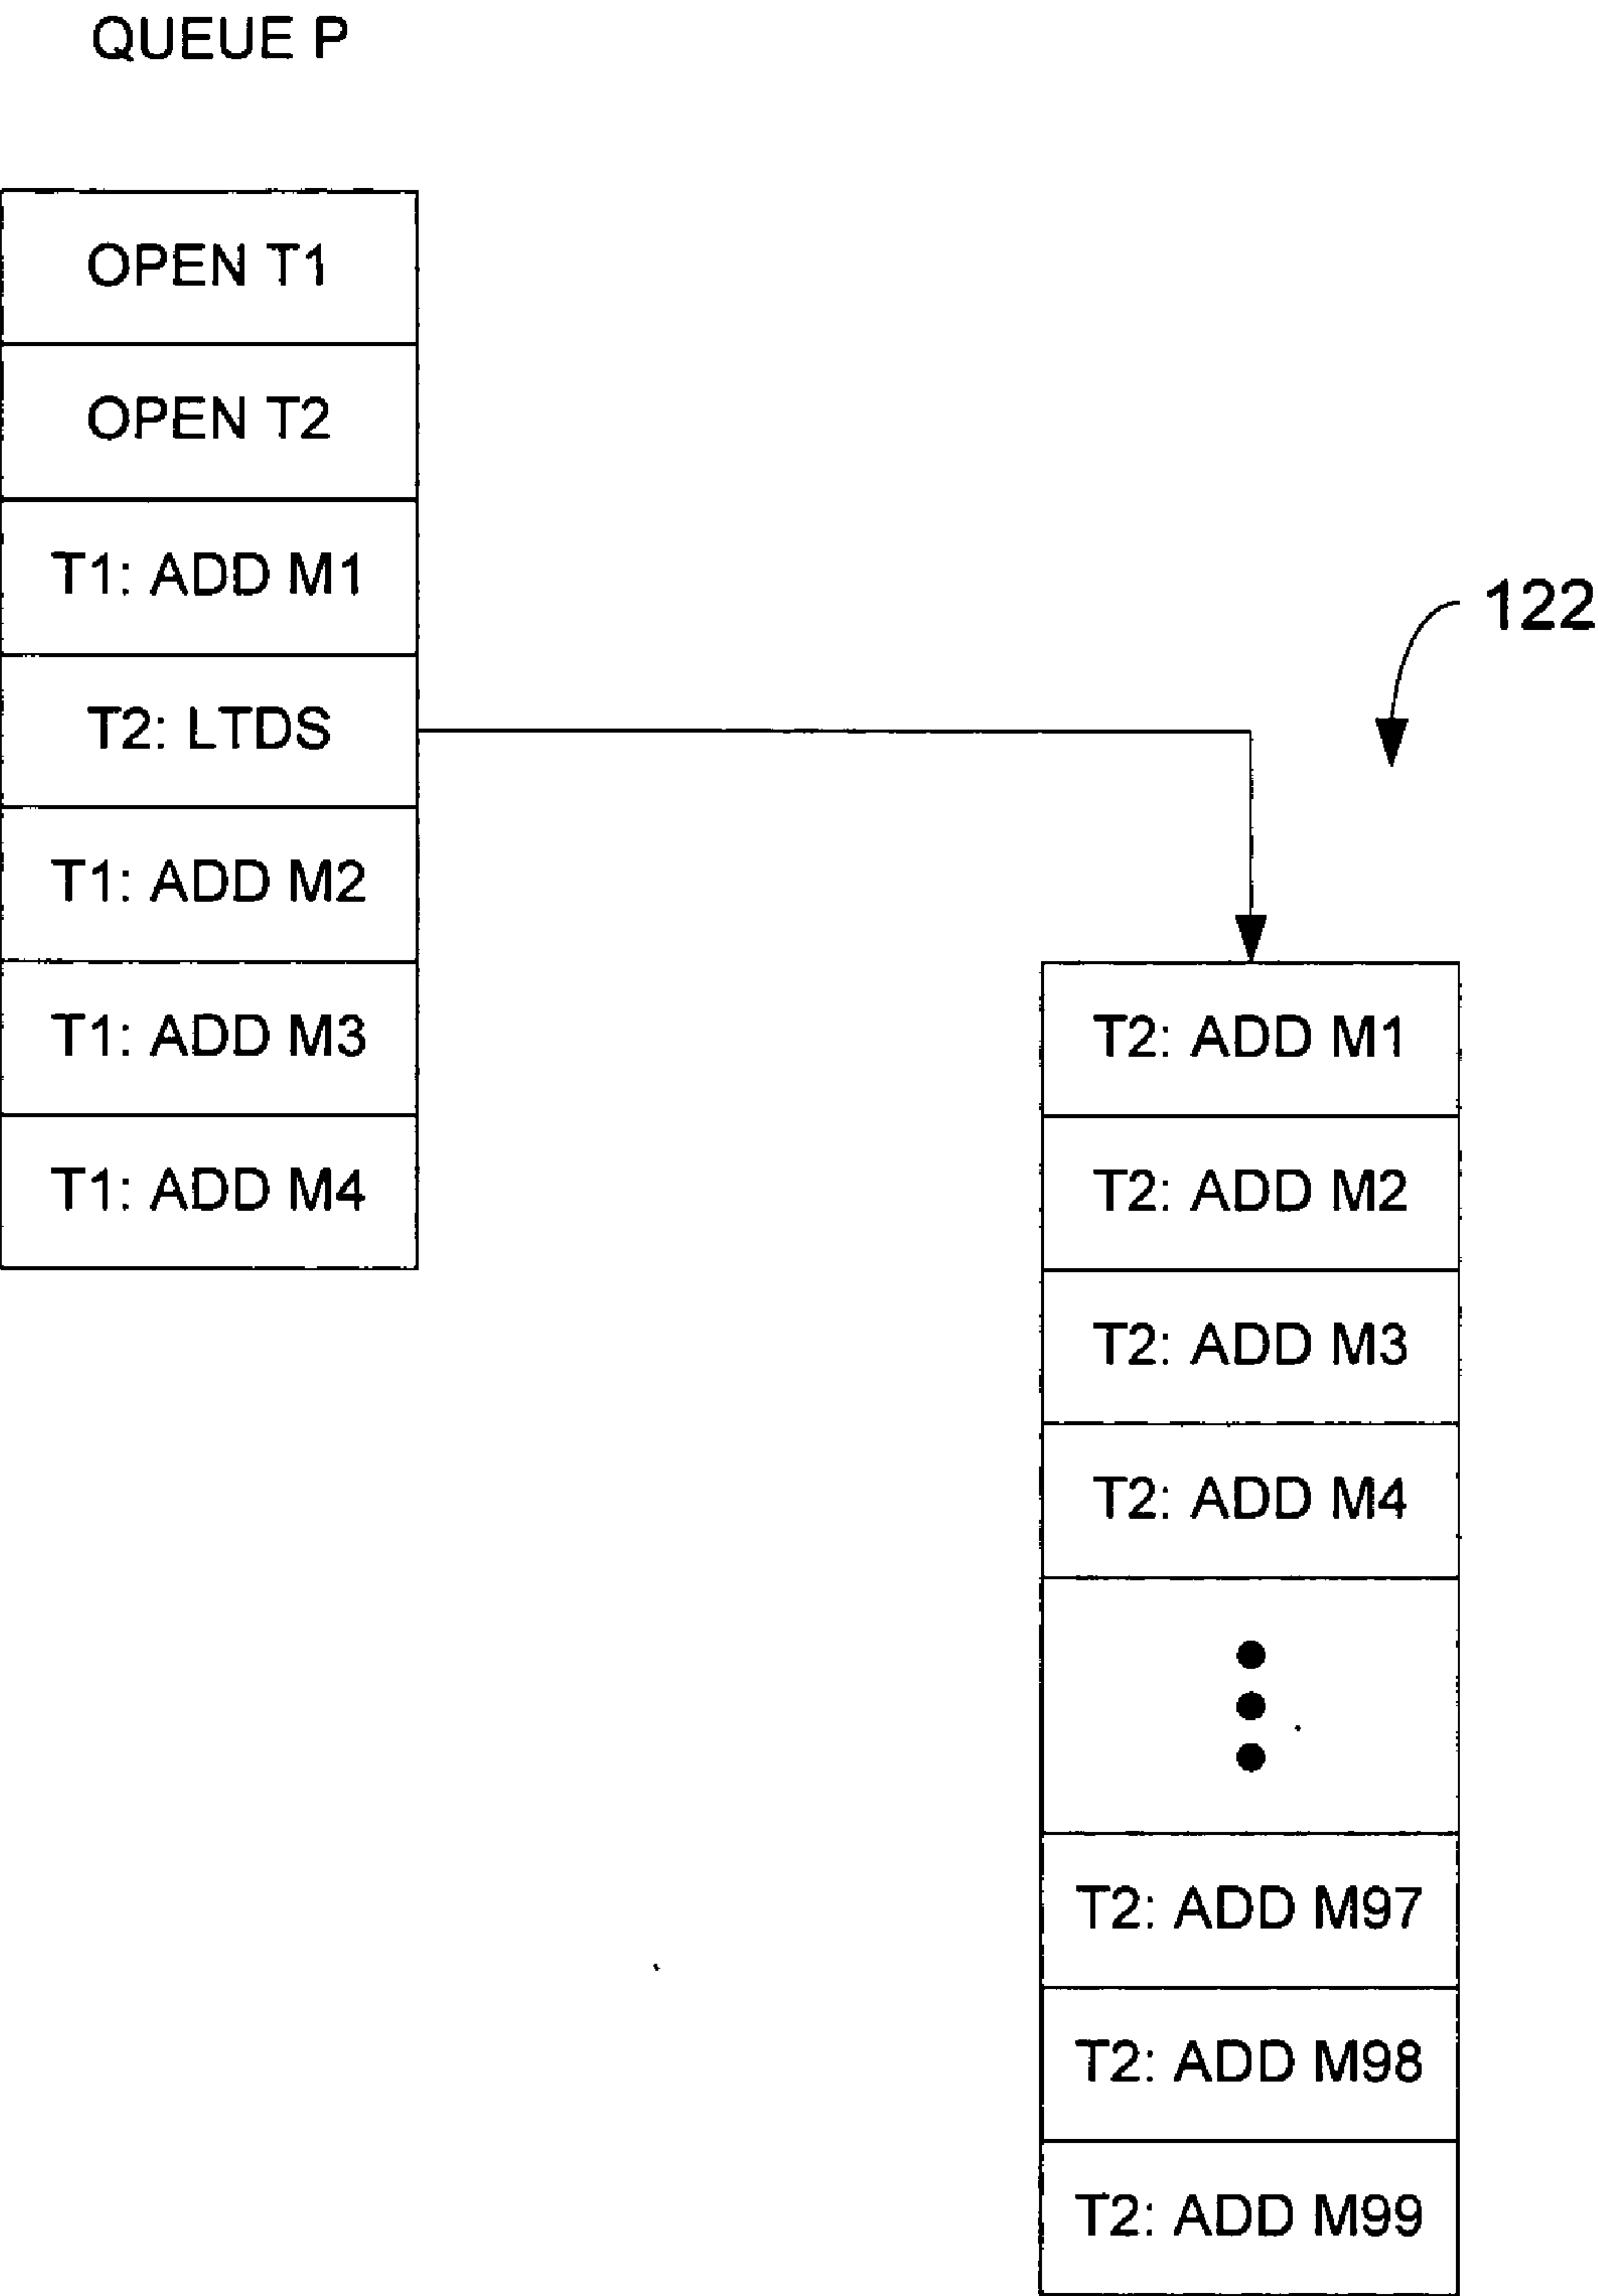 QUEUE P
OPEN T1
OPEN T2
T1: ADD M1
T2: LTDS
T1: ADD M2
T1: ADD M3
T1: ADD M4
122
T2: ADD M1
T2: ADD M2
T2: ADD M3
T2: ADD M4
T2: ADD M97
T2: ADD M98
T2: ADD M99